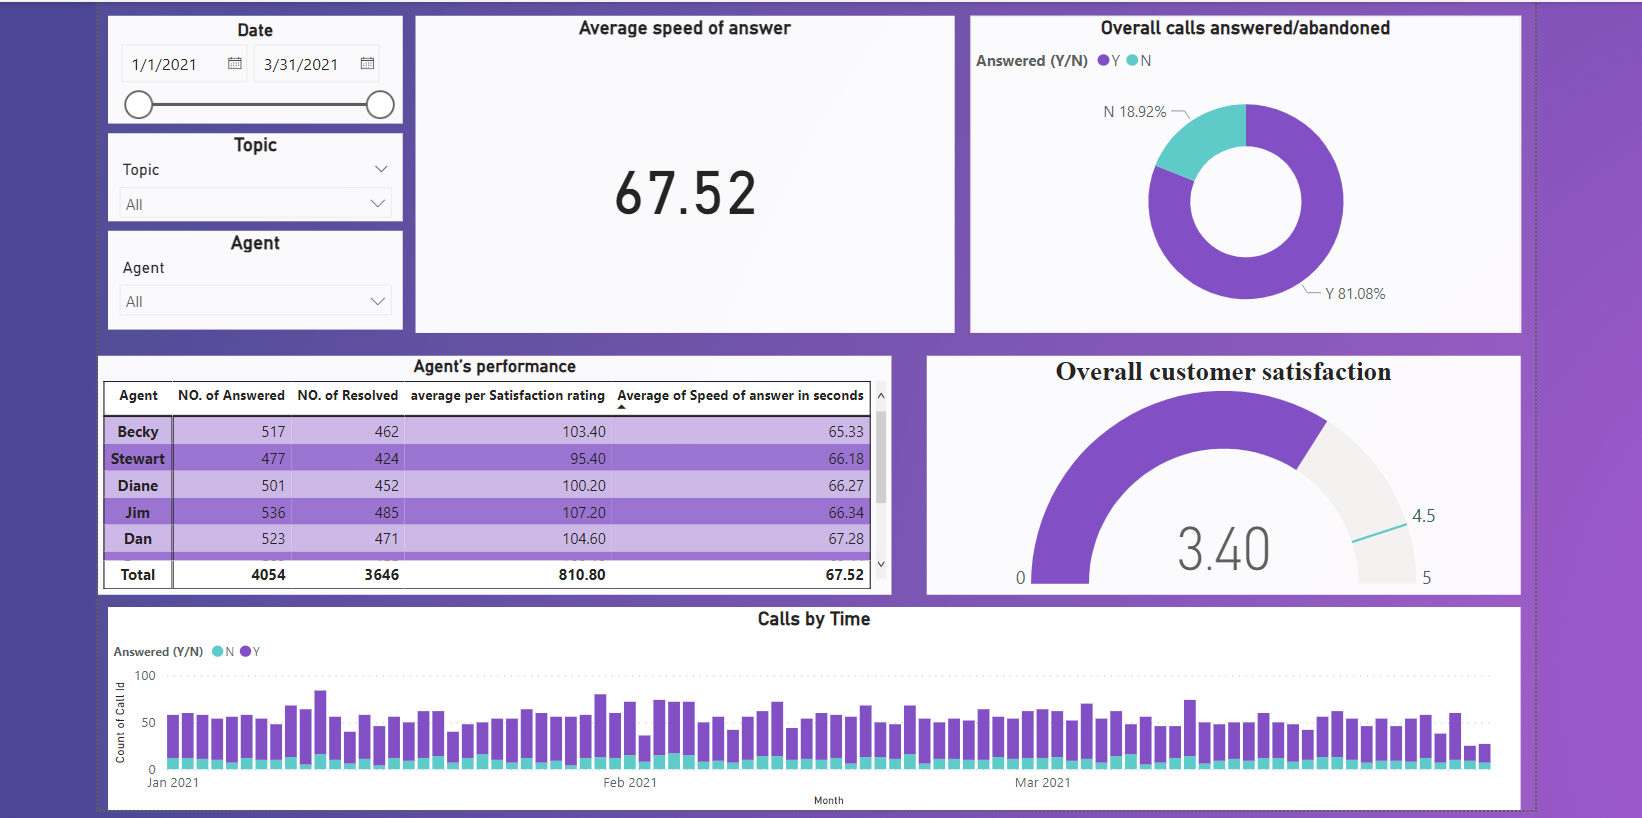 Date
1/1/2021
3/31/2021
Topic
Topic
All
Agent
Agent
All
Average speed of answer
67.52
Overall calls answered/abandoned
Answered (Y/N) Y N
N 18.92%
Y 81.08%
Agent's performance
Agent NO. of Answered NO. of Resolved average per Satisfaction rating Average of Speed of answer in seconds
Becky 517 462 103.40 65.33
Stewart 477 424 95.40 66.18
Diane 501 452 100.20 66.27
Jim 536 485 107.20 66.34
Dan 523 471 104.60 67.28
Total 4054 3646 810.80 67.52
Overall customer satisfaction
4.5
3.40
0
5
Calls by Time
Answered (Y/N) N Y
Count of Call Id
100
50
0
Jan 2021 Feb 2021 Mar 2021
Month